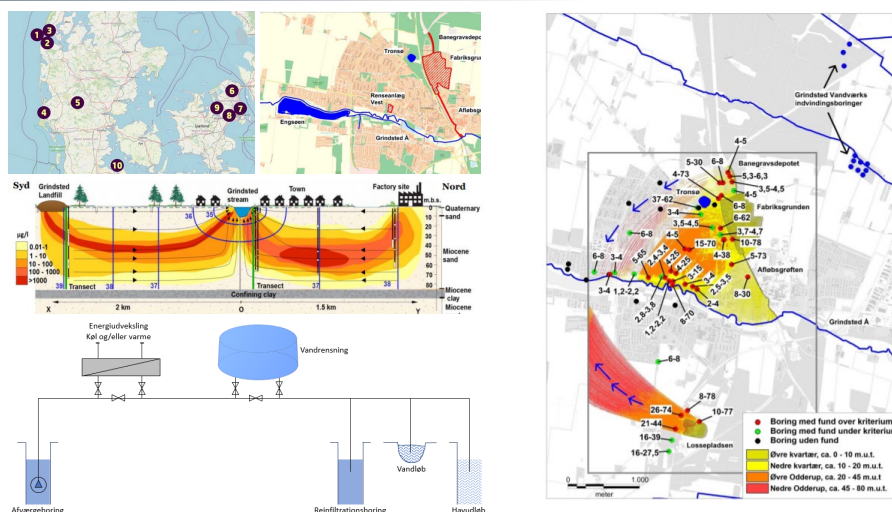 1
3
2
4
5
6
9
7
8
10
Banegravsdepo
Tronsø
Fabriksgrun
Renseanlæg
Vest
Engsøen
Afløbsg
Grindsted Å
Syd
Grindsted
Landfill
Grindsted
stream
Town
Factory site
Nord
m.b.s.
µg/l
0.01-1
1 - 10
10 - 100
100 - 1000
>1000
36
35
39
38
37
37
38
0
10
20
30
40
50
60
70
80
Quaternary
sand
Miocene
sand
Miocene
clay
Miocene
Transect
Transect
Confining clay
X
2 km
O
1.5 km
Y
Energiudveksling
Køl og/eller varme
Vandrensning
Vandløb
Afværgeboring
Reinfiltrationsboring
Havudløb
Grindsted Vandværks
indvindingsboringer
4-5
6-8
5-30
Banegravsdepotet
4-73
5,3-6,3
3,5-4,5
4-5
Tronsø
37-62
6-8
Fabriksgrunden
3-4
6-62
3,5-4,5
3,7-4,7
6-8
4-5
15-70
10-78
2,4-3,4
4-25
4-38
4-25
5-65
5-73
6-8
3-4
3-15
3-4
Afløbsgrøften
2,5-3,5
3-4
1,2-2,2
2-4
8-30
2,8-3,8
1,2-2,2
8-70
Grindsted Å
6-8
8-78
26-74
10-77
21-44
16-39
Lossepladsen
16-27,5
0
1.000
meter
Boring med fund over kriterium
Boring med fund under kriteriu
Boring uden fund
Øvre kvartær, ca. 0 - 10 m.u.t.
Nedre kvartær, ca. 10 - 20 m.u.t.
Øvre Odderup, ca. 20 - 45 m.u.t
Nedre Odderup, ca. 45 - 80 m.u.t.